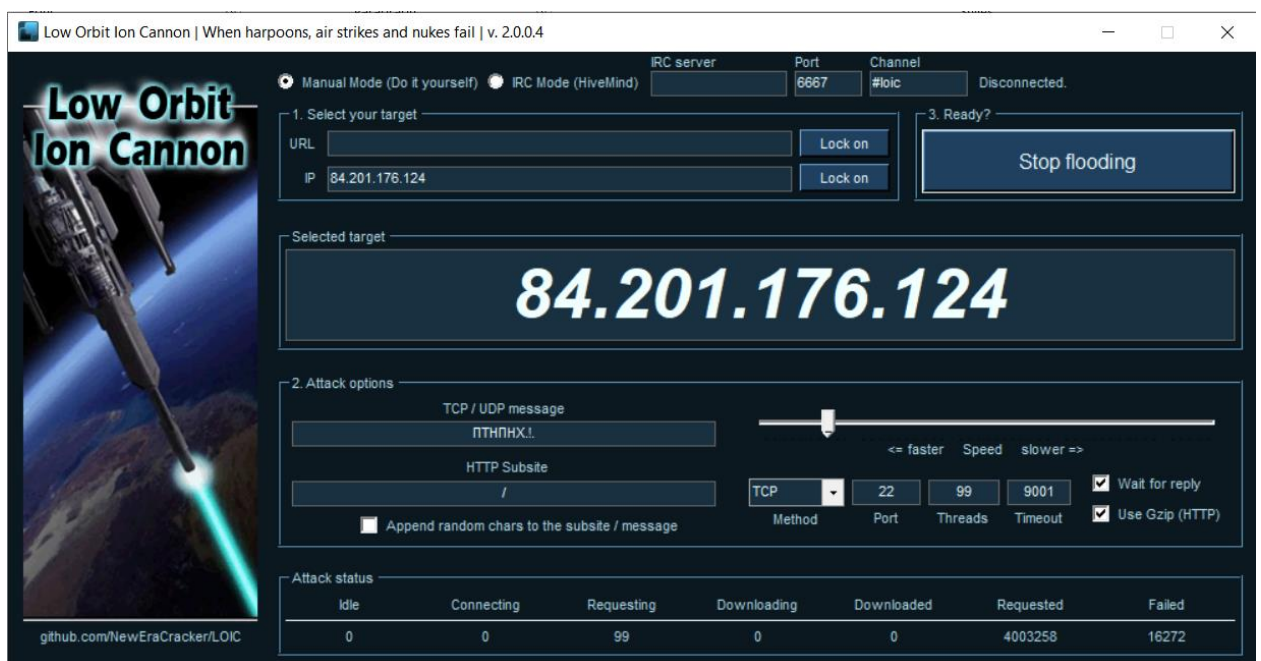 Low Orbit Ion Cannon | When harpoons, air strikes and nukes fail | v. 2.0.0.4
Low Orbit
Ion Cannon
github.com/NewEraCracker/LOIC
IRC server Port Channel
Manual Mode (Do it yourself) IRC Mode (HiveMind) 6667 #loic Disconnected.
1. Select your target
URL Lock on
IP 84.201.176.124 Lock on
3. Ready?
Stop flooding
Selected target
84.201.176.124
2. Attack options
TCP / UDP message
ПТНПНХ.!.
HTTP Subsite
/
Append random chars to the subsite / message
<= faster Speed slower =>
TCP 22 99 9001 Wait for reply
Method Port Threads Timeout Use Gzip (HTTP)
Attack status
Idle Connecting Requesting Downloading Downloaded Requested Failed
0 0 99 0 0 4003258 16272